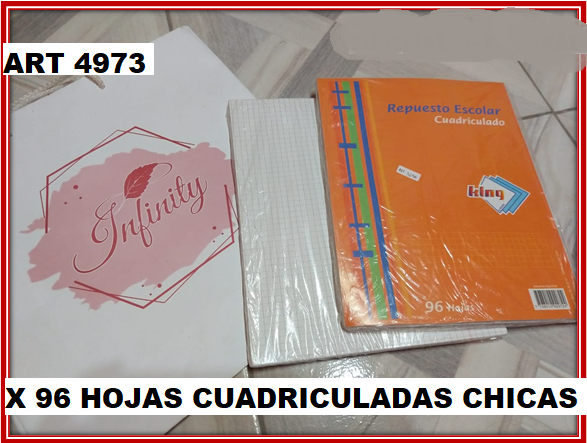 ART 4973
Repuesto Escolar
Cuadriculado
king
Infinity
96 Hojas
X 96 HOJAS CUADRICULADAS CHICAS